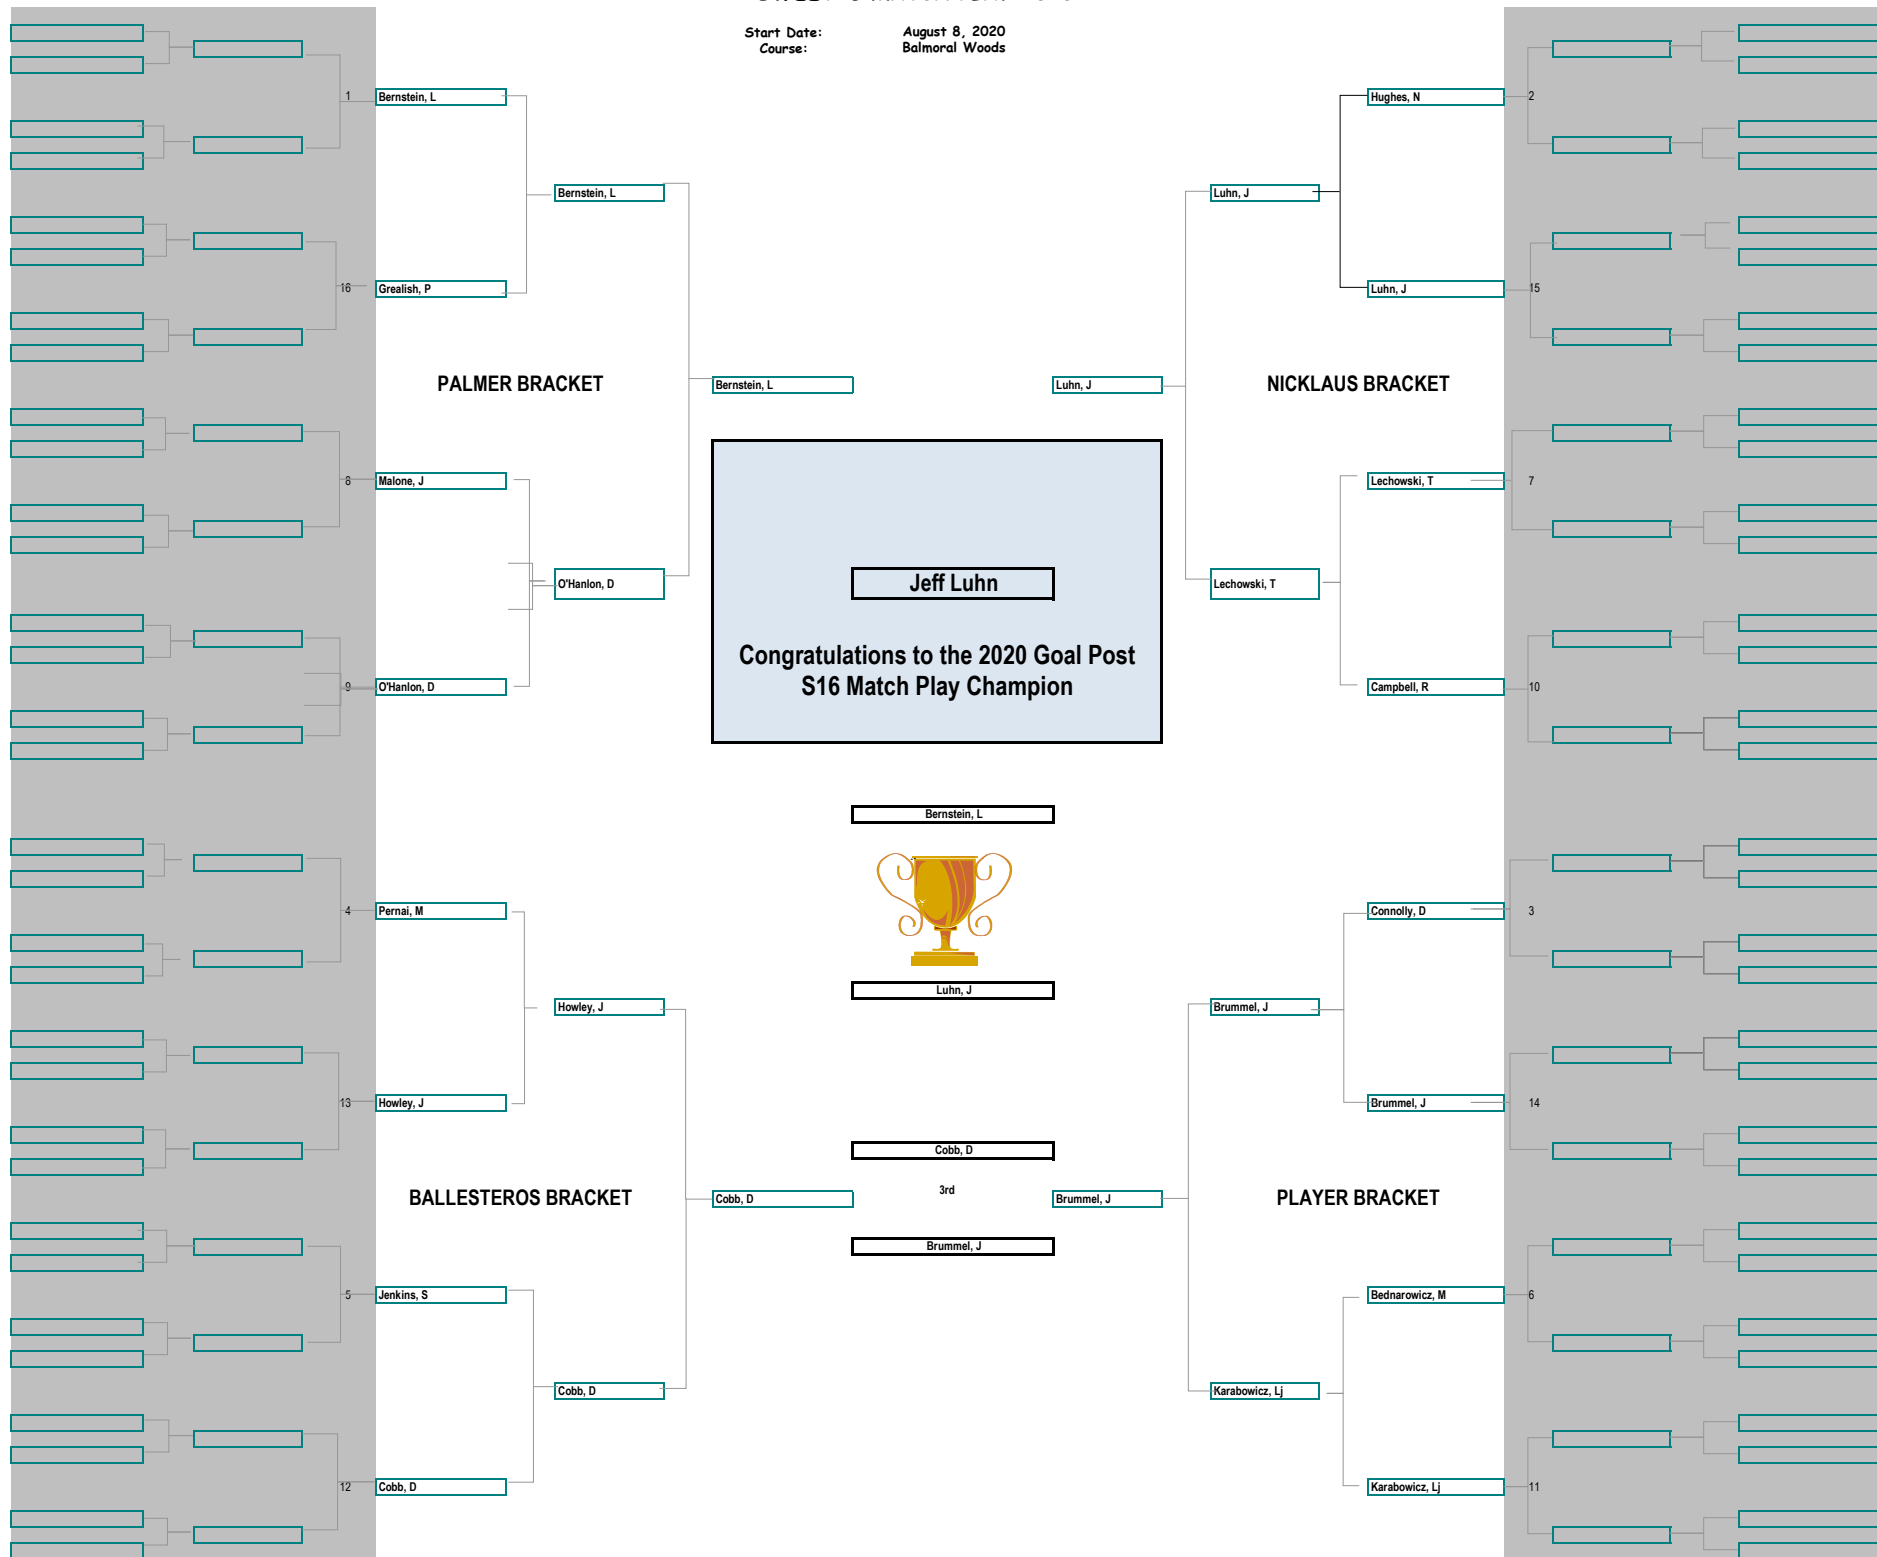 Start Date: August 8, 2020
Course: Balmoral Woods
1 Bernstein, L
Hughes, N 2
Bernstein, L
Luhn, J
16 Grealish, P
Luhn, J 15
PALMER BRACKET
Bernstein, L
Luhn, J
NICKLAUS BRACKET
8 Malone, J
Lechowski, T 7
O'Hanlon, D
Jeff Luhn
Lechowski, T
Congratulations to the 2020 Goal Post
S16 Match Play Champion
9 O'Hanlon, D
Campbell, R 10
Bernstein, L
4 Pernai, M
Connolly, D 3
Luhn, J
Howley, J
Brummel, J
13 Howley, J
Brummel, J 14
Cobb, D
BALLESTEROS BRACKET
Cobb, D
3rd
Brummel, J
PLAYER BRACKET
Brummel, J
5 Jenkins, S
Bednarowicz, M 6
Cobb, D
Karabowicz, Lj
12 Cobb, D
Karabowicz, Lj 11